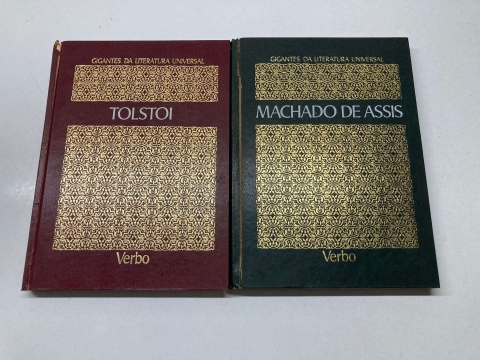 GIGANTES DA LITERATURA UNIVERSAL
TOLSTOI
Verbo
GIGANTES DA LITERATURA UNIVERSAL
MACHADO DE ASSIS
Verbo